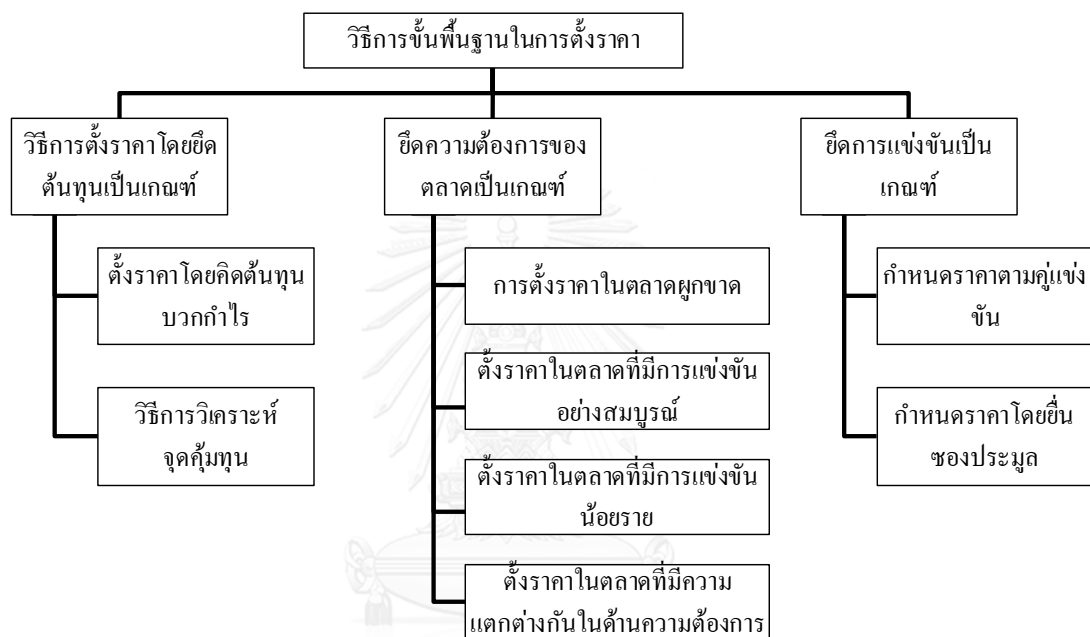 วิธีการขั้นพื้นฐานในการตั้งราคา
วิธีการตั้งราคาโดยยึด
ต้นทุนเป็นเกณฑ์
ตั้งราคาโดยคิดต้นทุน
บวกกำไร
วิธีการวิเคราะห์
จุดคุ้มทุน
ยึดความต้องการของ
ตลาดเป็นเกณฑ์
การตั้งราคาในตลาดผูกขาด
ตั้งราคาในตลาดที่มีการแข่งขัน
อย่างสมบูรณ์
ตั้งราคาในตลาดที่มีการแข่งขัน
น้อยราย
ตั้งราคาในตลาดที่มีความ
แตกต่างกันในด้านความต้องการ
ยึดการแข่งขันเป็น
เกณฑ์
กำหนดราคาตามคู่แข่ง
ขัน
กำหนดราคาโดยยื่น
ซองประมูล